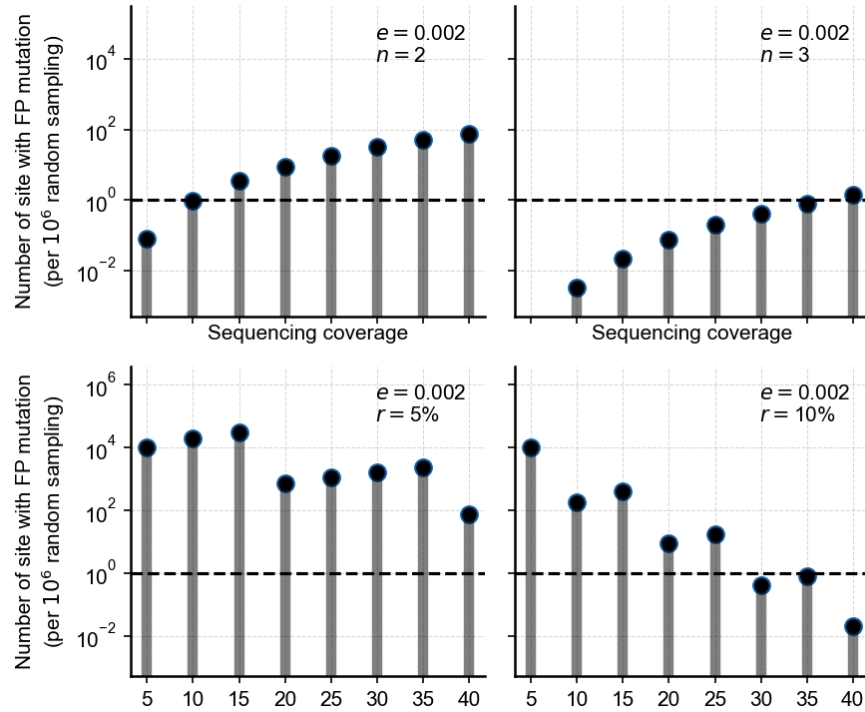 Number of site with FP mutation
(per 10⁶ random sampling)
10⁴
10²
10⁰
10⁻²
e = 0.002
n = 2
e = 0.002
n = 3
Sequencing coverage
Sequencing coverage
Number of site with FP mutation
(per 10⁶ random sampling)
10⁶
10⁴
10²
10⁰
10⁻²
e = 0.002
r = 5%
e = 0.002
r = 10%
5 10 15 20 25 30 35 40
5 10 15 20 25 30 35 40